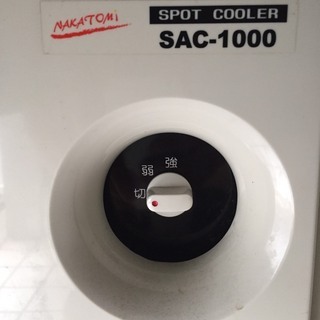 NAKATOMI
SPOT COOLER
SAC-1000
弱 強
切